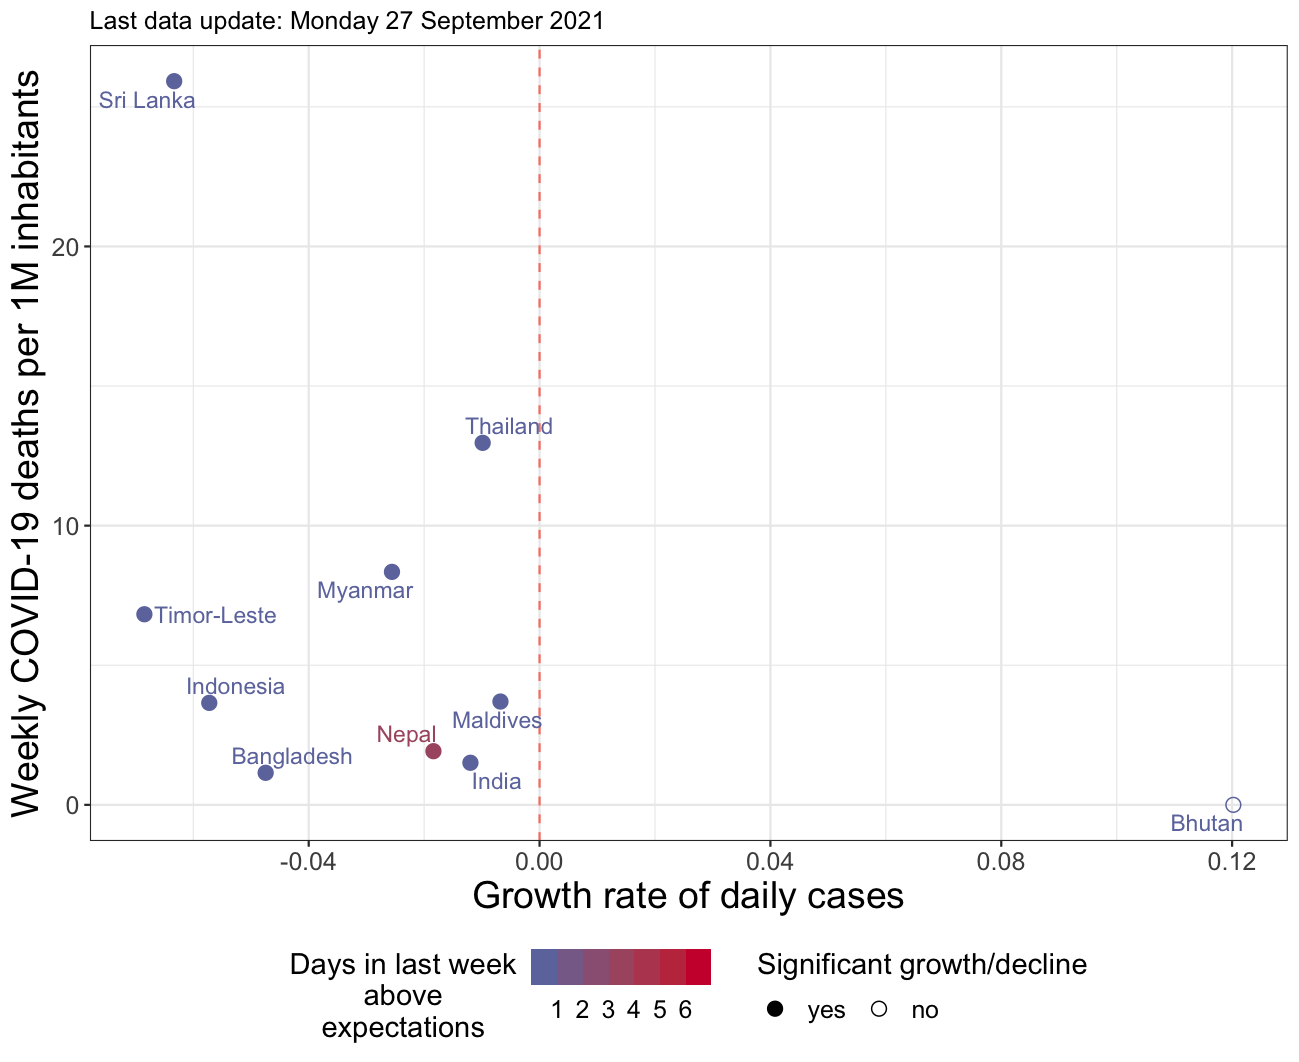 Last data update: Monday 27 September 2021
Weekly COVID-19 deaths per 1M inhabitants
20
10
0
Sri Lanka
Thailand
Myanmar
Timor-Leste
Indonesia
Maldives
Nepal
Bangladesh
India
Bhutan
-0.04 0.00 0.04 0.08 0.12
Growth rate of daily cases
Days in last week
above
expectations
1 2 3 4 5 6
Significant growth/decline
yes no